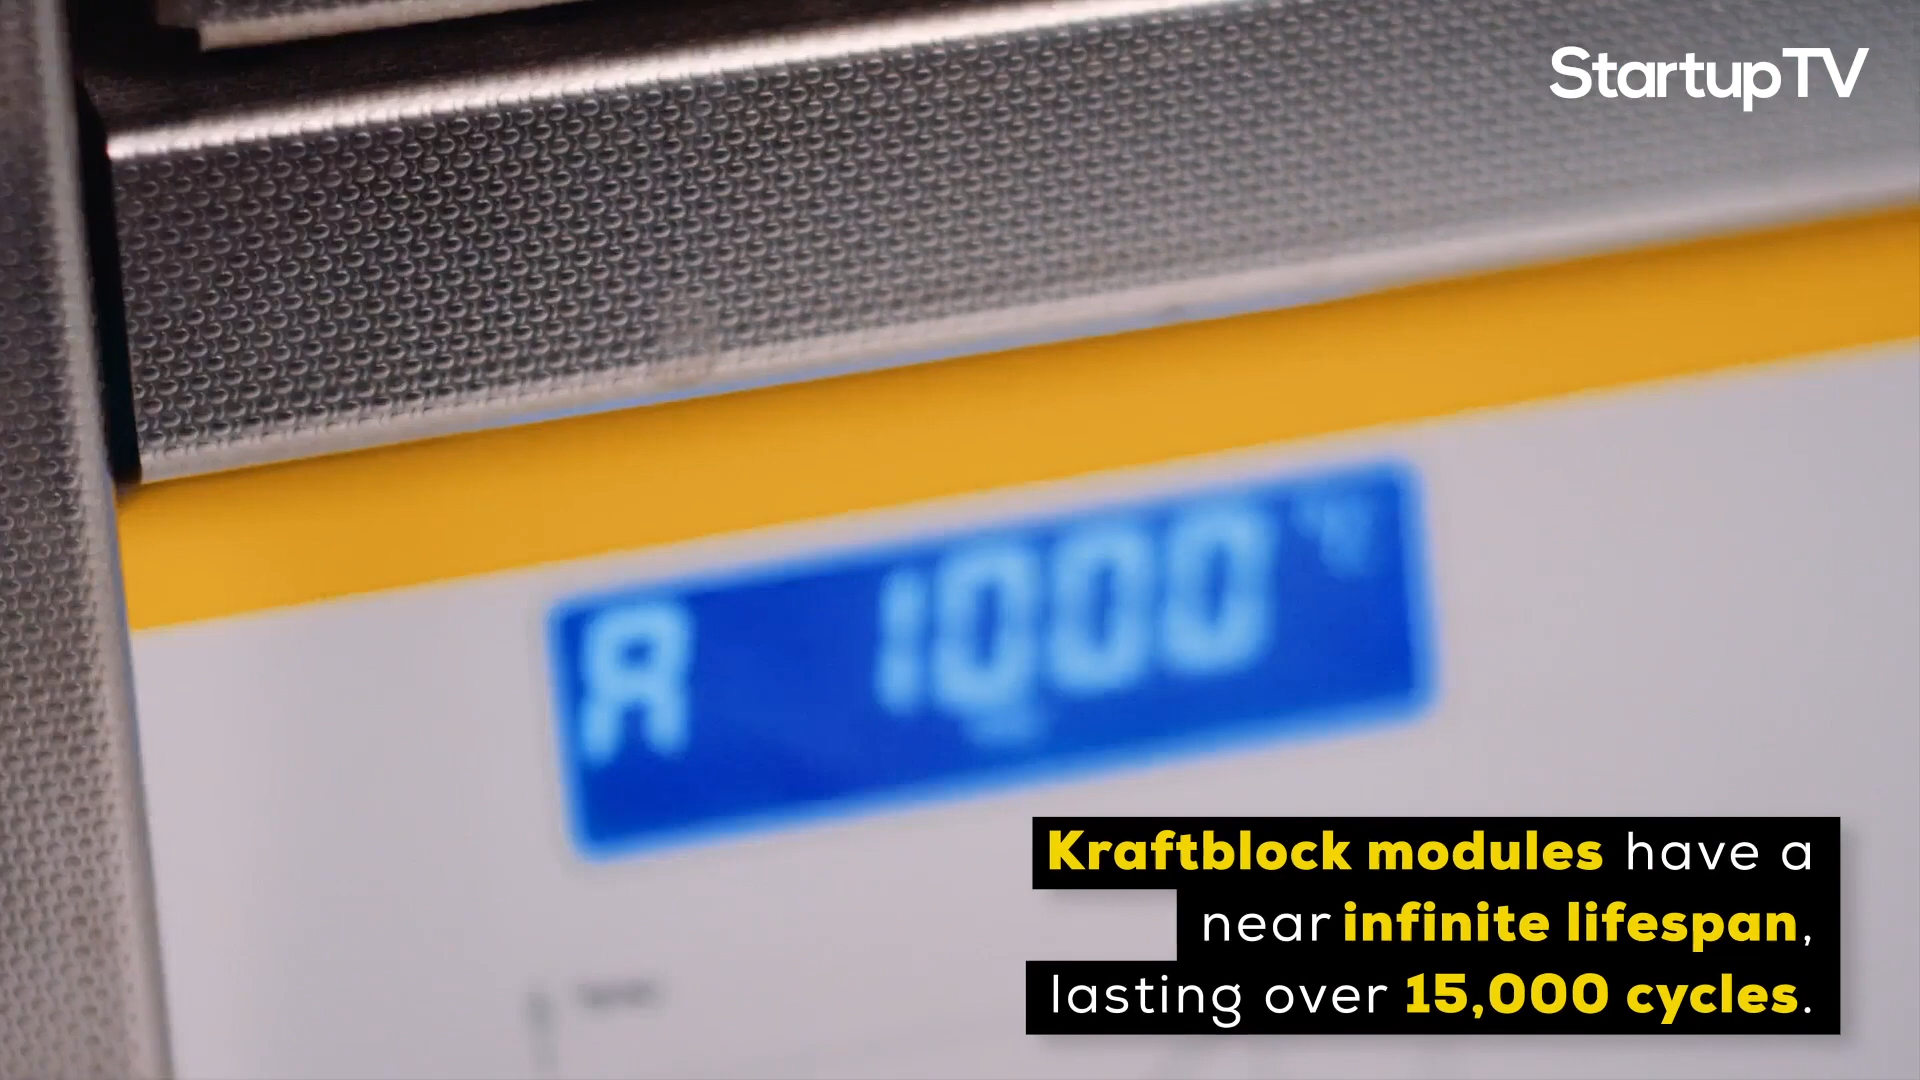 StartupTV
A 1000 °C
Kraftblock modules have a
near infinite lifespan,
lasting over 15,000 cycles.